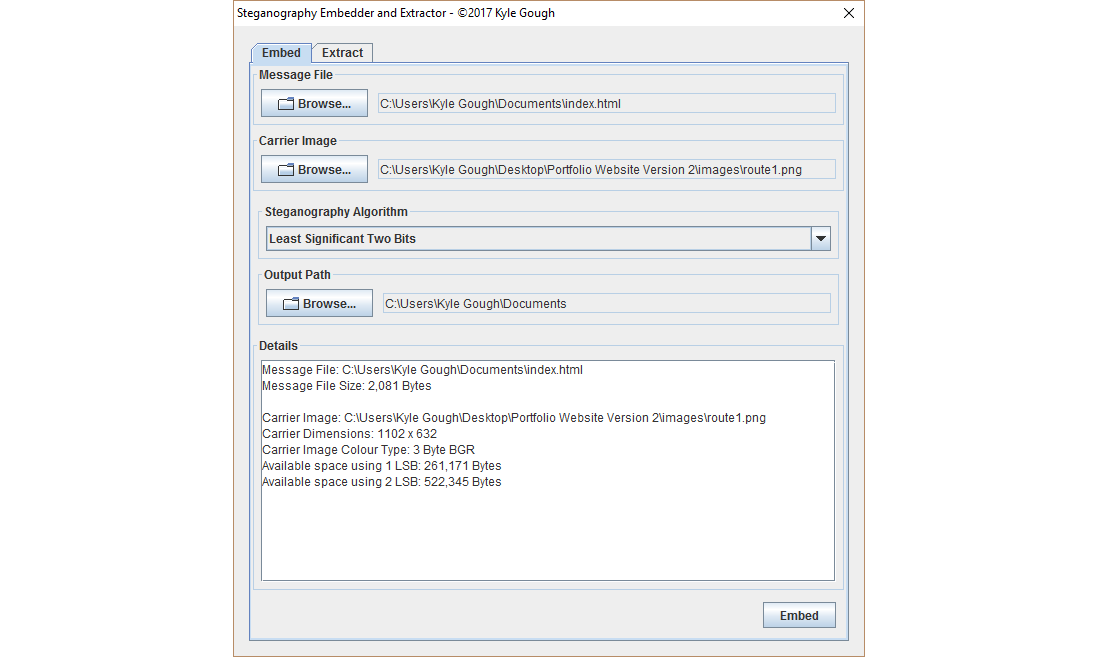 Steganography Embedder and Extractor - ©2017 Kyle Gough
Embed Extract
Message File
Browse... C:\Users\Kyle Gough\Documents\index.html
Carrier Image
Browse... C:\Users\Kyle Gough\Desktop\Portfolio Website Version 2\images\route1.png
Steganography Algorithm
Least Significant Two Bits
Output Path
Browse... C:\Users\Kyle Gough\Documents
Details
Message File: C:\Users\Kyle Gough\Documents\index.html
Message File Size: 2,081 Bytes
Carrier Image: C:\Users\Kyle Gough\Desktop\Portfolio Website Version 2\images\route1.png
Carrier Dimensions: 1102 x 632
Carrier Image Colour Type: 3 Byte BGR
Available space using 1 LSB: 261,171 Bytes
Available space using 2 LSB: 522,345 Bytes
Embed